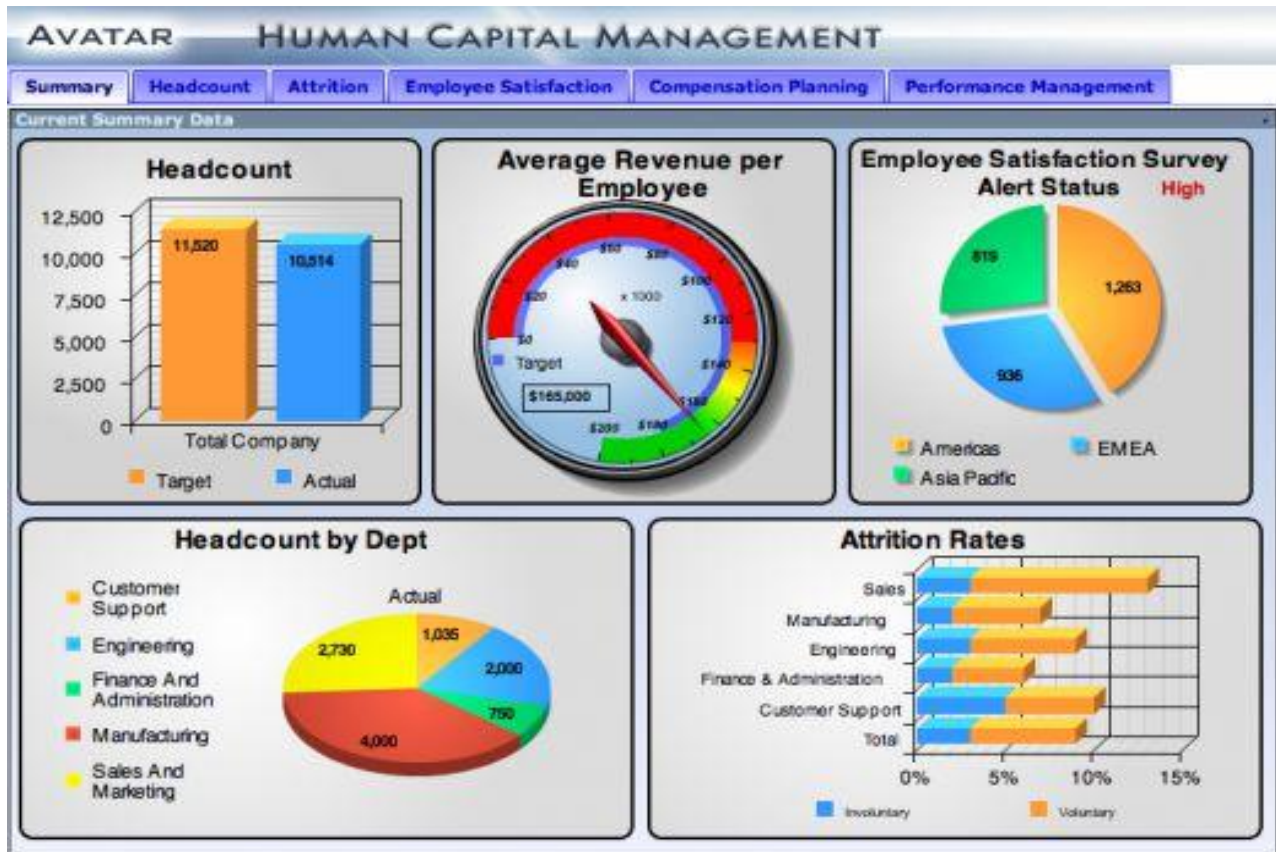 AVATAR HUMAN CAPITAL MANAGEMENT
Summary Headcount Attrition Employee Satisfaction Compensation Planning Performance Management
Current Summary Data
Headcount
12,500
10,000
7,500
5,000
2,500
0
11,520
10,514
Total Company
Target Actual
Average Revenue per
Employee
$0
$20
$40
$60
$80
$100
$120
$140
$160
$180
$200
x 1000
Target
$165,000
Employee Satisfaction Survey
Alert Status High
819
1,263
936
Americas EMEA
Asia Pacific
Headcount by Dept
Customer
Support
Engineering
Finance And
Administration
Manufacturing
Sales And
Marketing
Actual
1,035
2,730
2,000
750
4,000
Attrition Rates
Sales
Manufacturing
Engineering
Finance & Administration
Customer Support
Total
0% 5% 10% 15%
Involuntary Voluntary